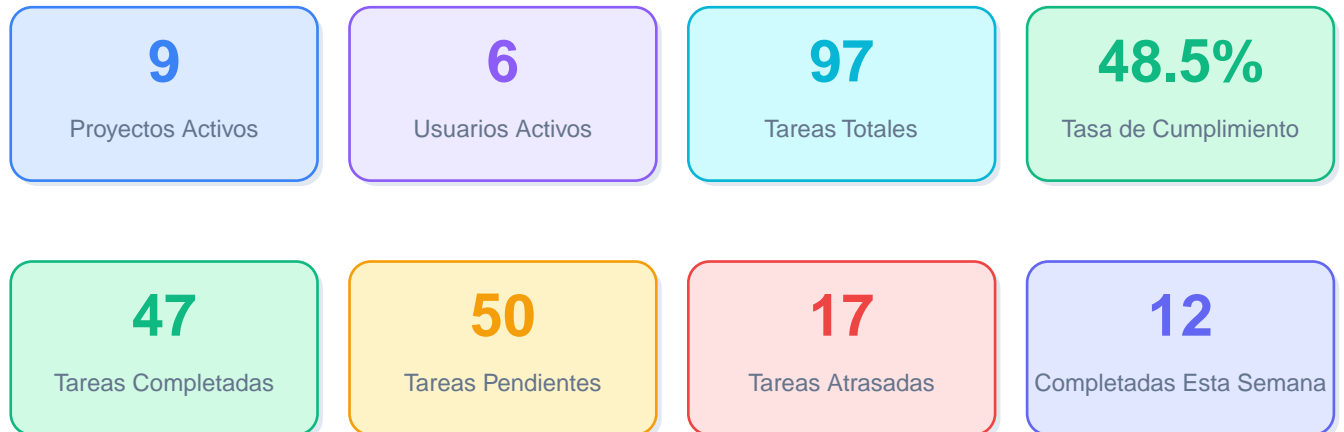 9
Proyectos Activos
6
Usuarios Activos
97
Tareas Totales
48.5%
Tasa de Cumplimiento
47
Tareas Completadas
50
Tareas Pendientes
17
Tareas Atrasadas
12
Completadas Esta Semana